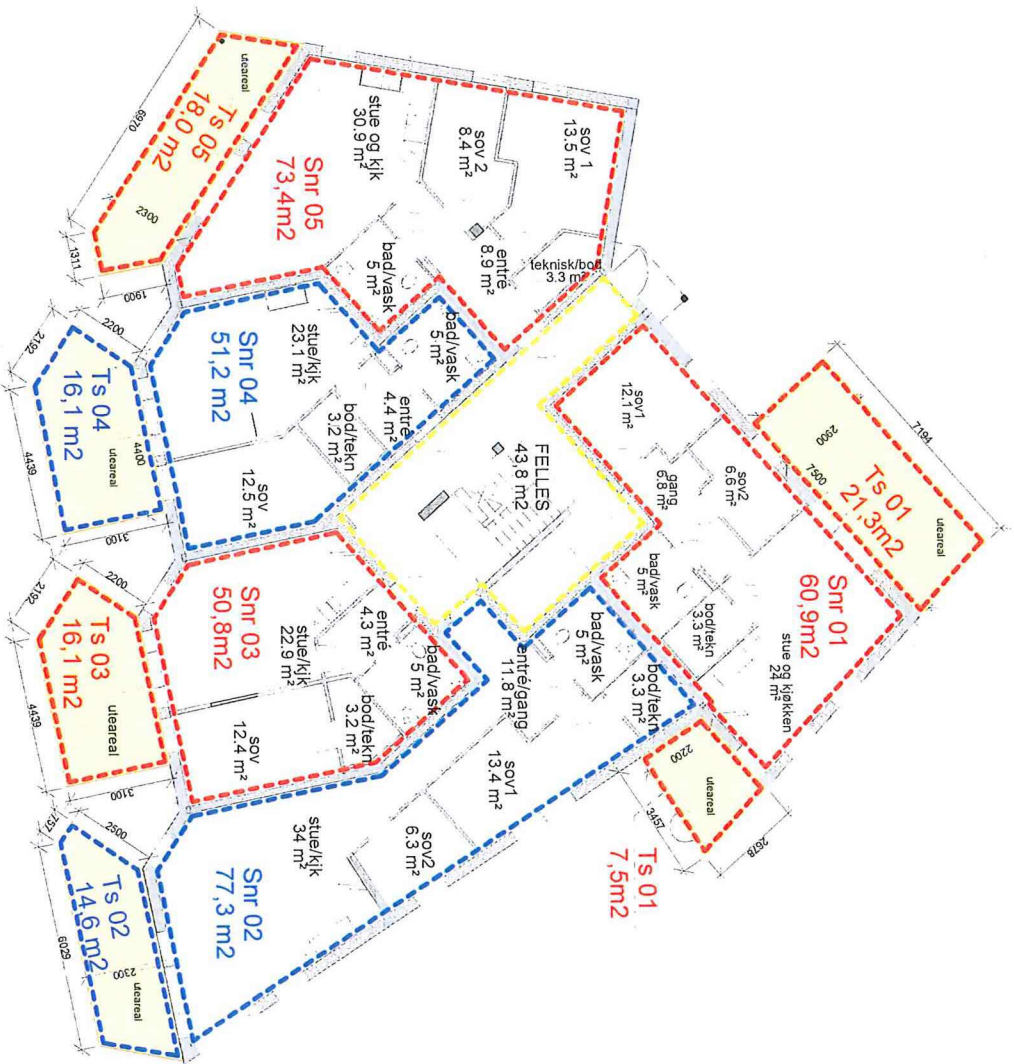 uteareal
Ts 05
18.0 m2
6970
2300
1311
1900
stue og kjk
30.9 m²
sov 2
8.4 m²
sov 1
13.5 m²
Snr 05
73,4m2
entre
8.9 m²
bad/vask
5 m²
teknisk/bod
3.3 m²
2200
2192
Ts 04
16,1 m2
uteareal
4439
4400
3100
Snr 04
51,2 m2
stue/kjk
23.1 m²
bad/vask
5 m²
entré
4.4 m²
bod/tekn
3.2 m²
sov
12.5 m²
FELLES
43,8 m2
sov1
12.1 m²
gang
6.8 m²
sov2
6.6 m²
bad/vask
5 m²
bod/tekn
3.3 m²
Snr 01
60,9m2
stue og kjøkken
24 m²
7194
2900
7500
Ts 01
21,3m2
uteareal
2200
uteareal
3457
2678
Ts 01
7,5m2
2200
2192
Ts 03
16,1 m2
uteareal
4439
3100
Snr 03
50,8m2
stue/kjk
22.9 m²
entré
4.3 m²
bad/vask
5 m²
bod/tekn
3.2 m²
sov
12.4 m²
entré/gang
11.8 m²
bad/vask
5 m²
bod/tekn
3.3 m²
sov1
13.4 m²
sov2
6.3 m²
stue/kjk
34 m²
Snr 02
77,3 m2
757
2500
Ts 02
14,6 m2
6029
2300
uteareal